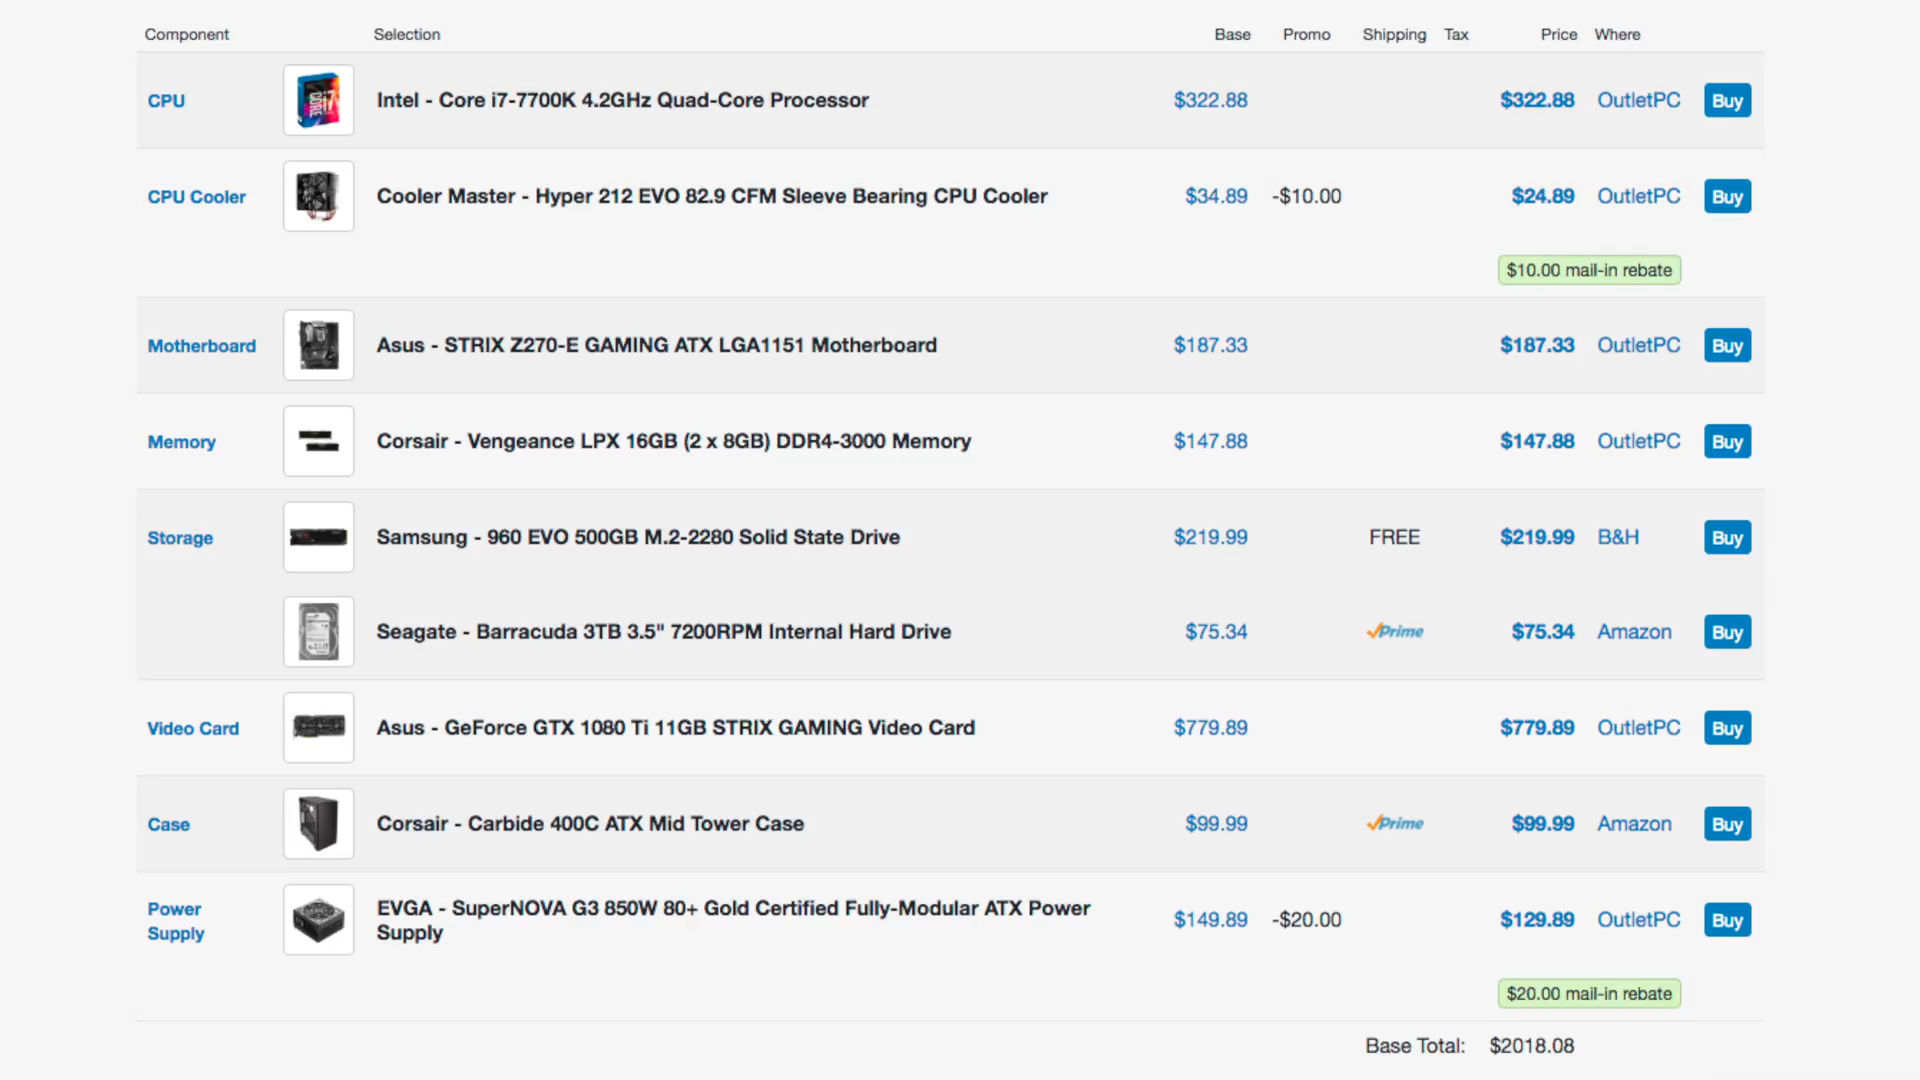 Component Selection Base Promo Shipping Tax Price Where
CPU Intel - Core i7-7700K 4.2GHz Quad-Core Processor $322.88 $322.88 OutletPC Buy
CPU Cooler Cooler Master - Hyper 212 EVO 82.9 CFM Sleeve Bearing CPU Cooler $34.89 -$10.00 $24.89 OutletPC Buy
$10.00 mail-in rebate
Motherboard Asus - STRIX Z270-E GAMING ATX LGA1151 Motherboard $187.33 $187.33 OutletPC Buy
Memory Corsair - Vengeance LPX 16GB (2 x 8GB) DDR4-3000 Memory $147.88 $147.88 OutletPC Buy
Storage Samsung - 960 EVO 500GB M.2-2280 Solid State Drive $219.99 FREE $219.99 B&H Buy
Seagate - Barracuda 3TB 3.5" 7200RPM Internal Hard Drive $75.34 Prime $75.34 Amazon Buy
Video Card Asus - GeForce GTX 1080 Ti 11GB STRIX GAMING Video Card $779.89 $779.89 OutletPC Buy
Case Corsair - Carbide 400C ATX Mid Tower Case $99.99 Prime $99.99 Amazon Buy
Power Supply EVGA - SuperNOVA G3 850W 80+ Gold Certified Fully-Modular ATX Power Supply $149.89 -$20.00 $129.89 OutletPC Buy
$20.00 mail-in rebate
Base Total: $2018.08